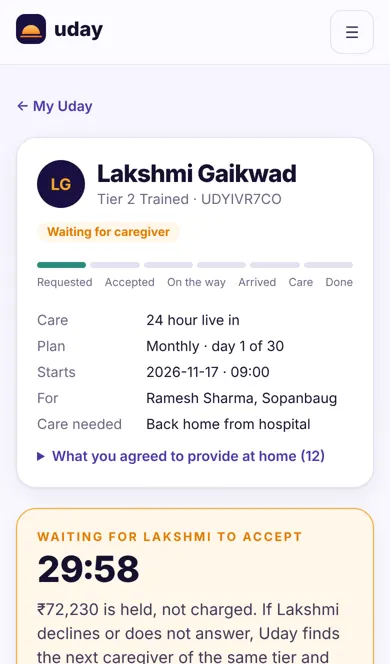 uday
☰
← My Uday
LG
Lakshmi Gaikwad
Tier 2 Trained · UDYIVR7CO
Waiting for caregiver
Requested Accepted On the way Arrived Care Done
Care 24 hour live in
Plan Monthly · day 1 of 30
Starts 2026-11-17 · 09:00
For Ramesh Sharma, Sopanbaug
Care needed Back home from hospital
▶ What you agreed to provide at home (12)
WAITING FOR LAKSHMI TO ACCEPT
29:58
₹72,230 is held, not charged. If Lakshmi
declines or does not answer, Uday finds
the next caregiver of the same tier and